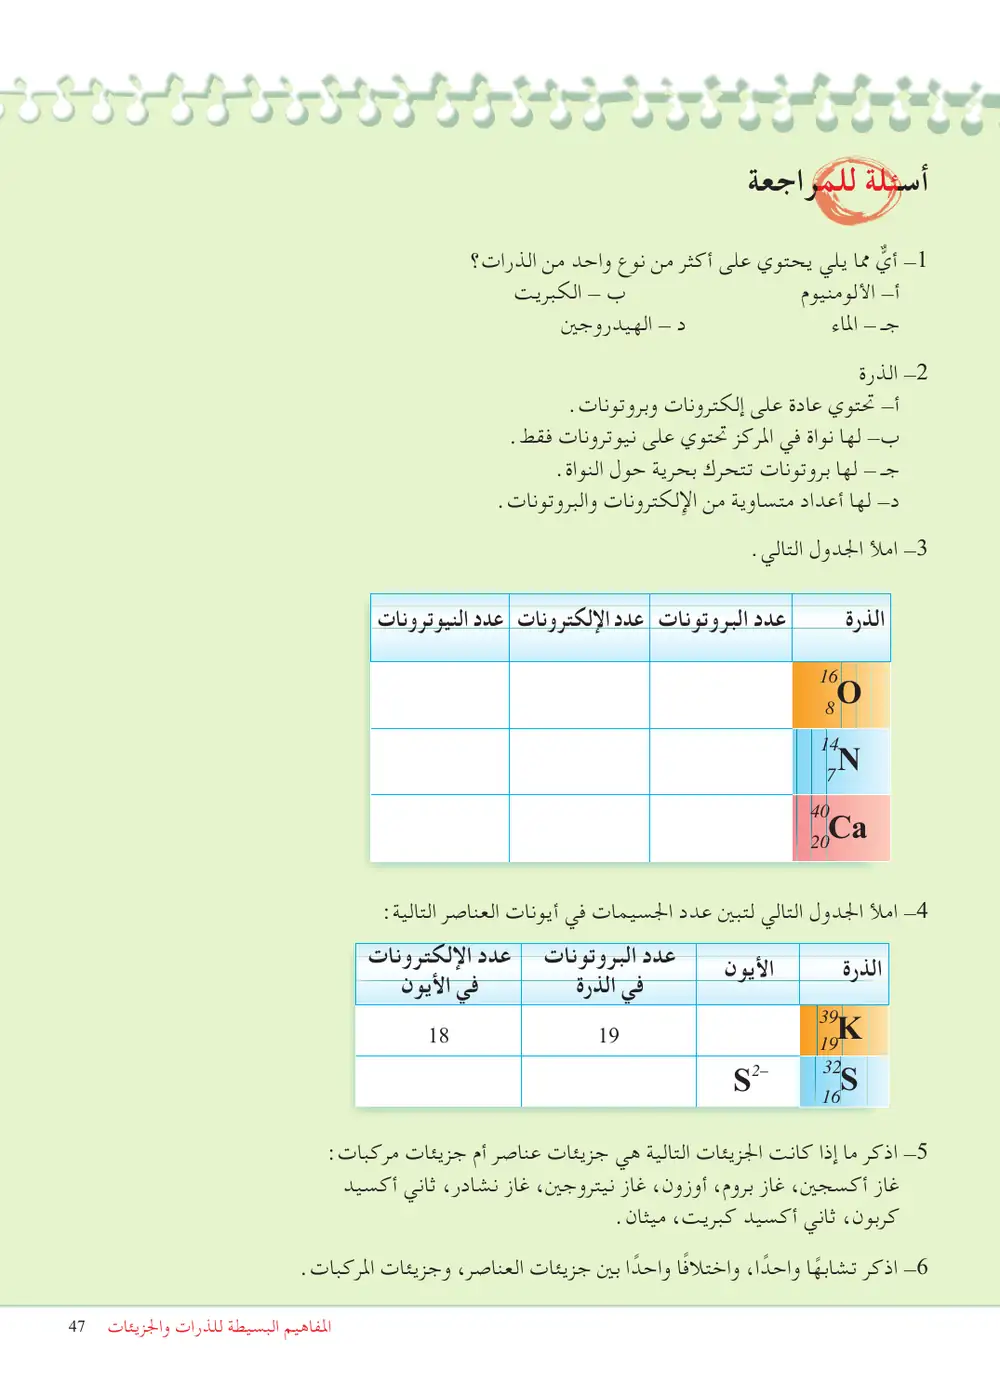 أسئلة للمراجعة
1– أيٌّ مما يلي يحتوي على أكثر من نوع واحد من الذرات؟
أ– الألومنيوم ب – الكبريت
جـ – الماء د – الهيدروجين
2– الذرة
أ– تحتوي عادة على إلكترونات وبروتونات.
ب– لها نواة في المركز تحتوي على نيوترونات فقط.
جـ – لها بروتونات تتحرك بحرية حول النواة.
د– لها أعداد متساوية من الإلكترونات والبروتونات.
3– املأ الجدول التالي.
الذرة عدد البروتونات عدد الإلكترونات عدد النيوترونات
16 8 O
14 7 N
40 20 Ca
4– املأ الجدول التالي لتبين عدد الجسيمات في أيونات العناصر التالية:
الذرة الأيون عدد البروتونات في الذرة عدد الإلكترونات في الأيون
39 19 K 19 18
32 16 S S2–
5– اذكر ما إذا كانت الجزيئات التالية هي جزيئات عناصر أم جزيئات مركبات:
غاز أكسجين، غاز بروم، أوزون، غاز نيتروجين، غاز نشادر، ثاني أكسيد
كربون، ثاني أكسيد كبريت، ميثان.
6– اذكر تشابهًا واحدًا، واختلافًا واحدًا بين جزيئات العناصر، وجزيئات المركبات.
المفاهيم البسيطة للذرات والجزيئات 47